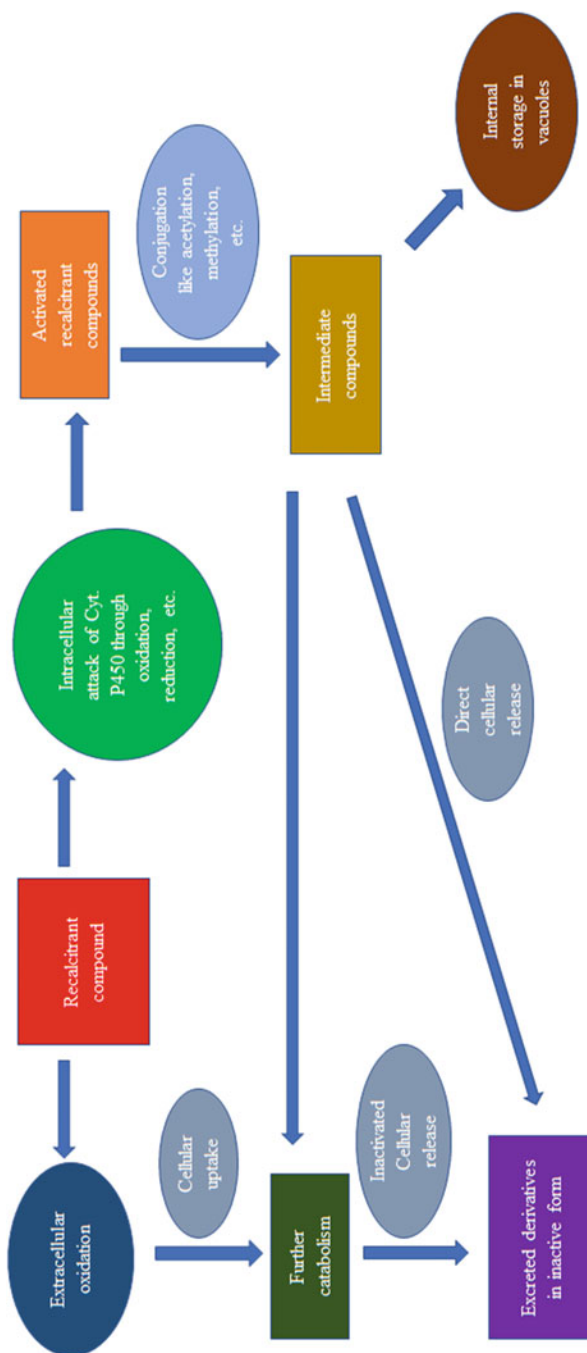 Extracellular
oxidation
Recalcitrant
compound
Intracellular
attack of Cyt.
P450 through
oxidation,
reduction, etc.
Activated
recalcitrant
compounds
Cellular
uptake
Conjugation
like acetylation,
methylation,
etc.
Further
catabolism
Intermediate
compounds
Inactivated
Cellular
release
Direct
cellular
release
Internal
storage in
vacuoles
Excreted derivatives
in inactive form